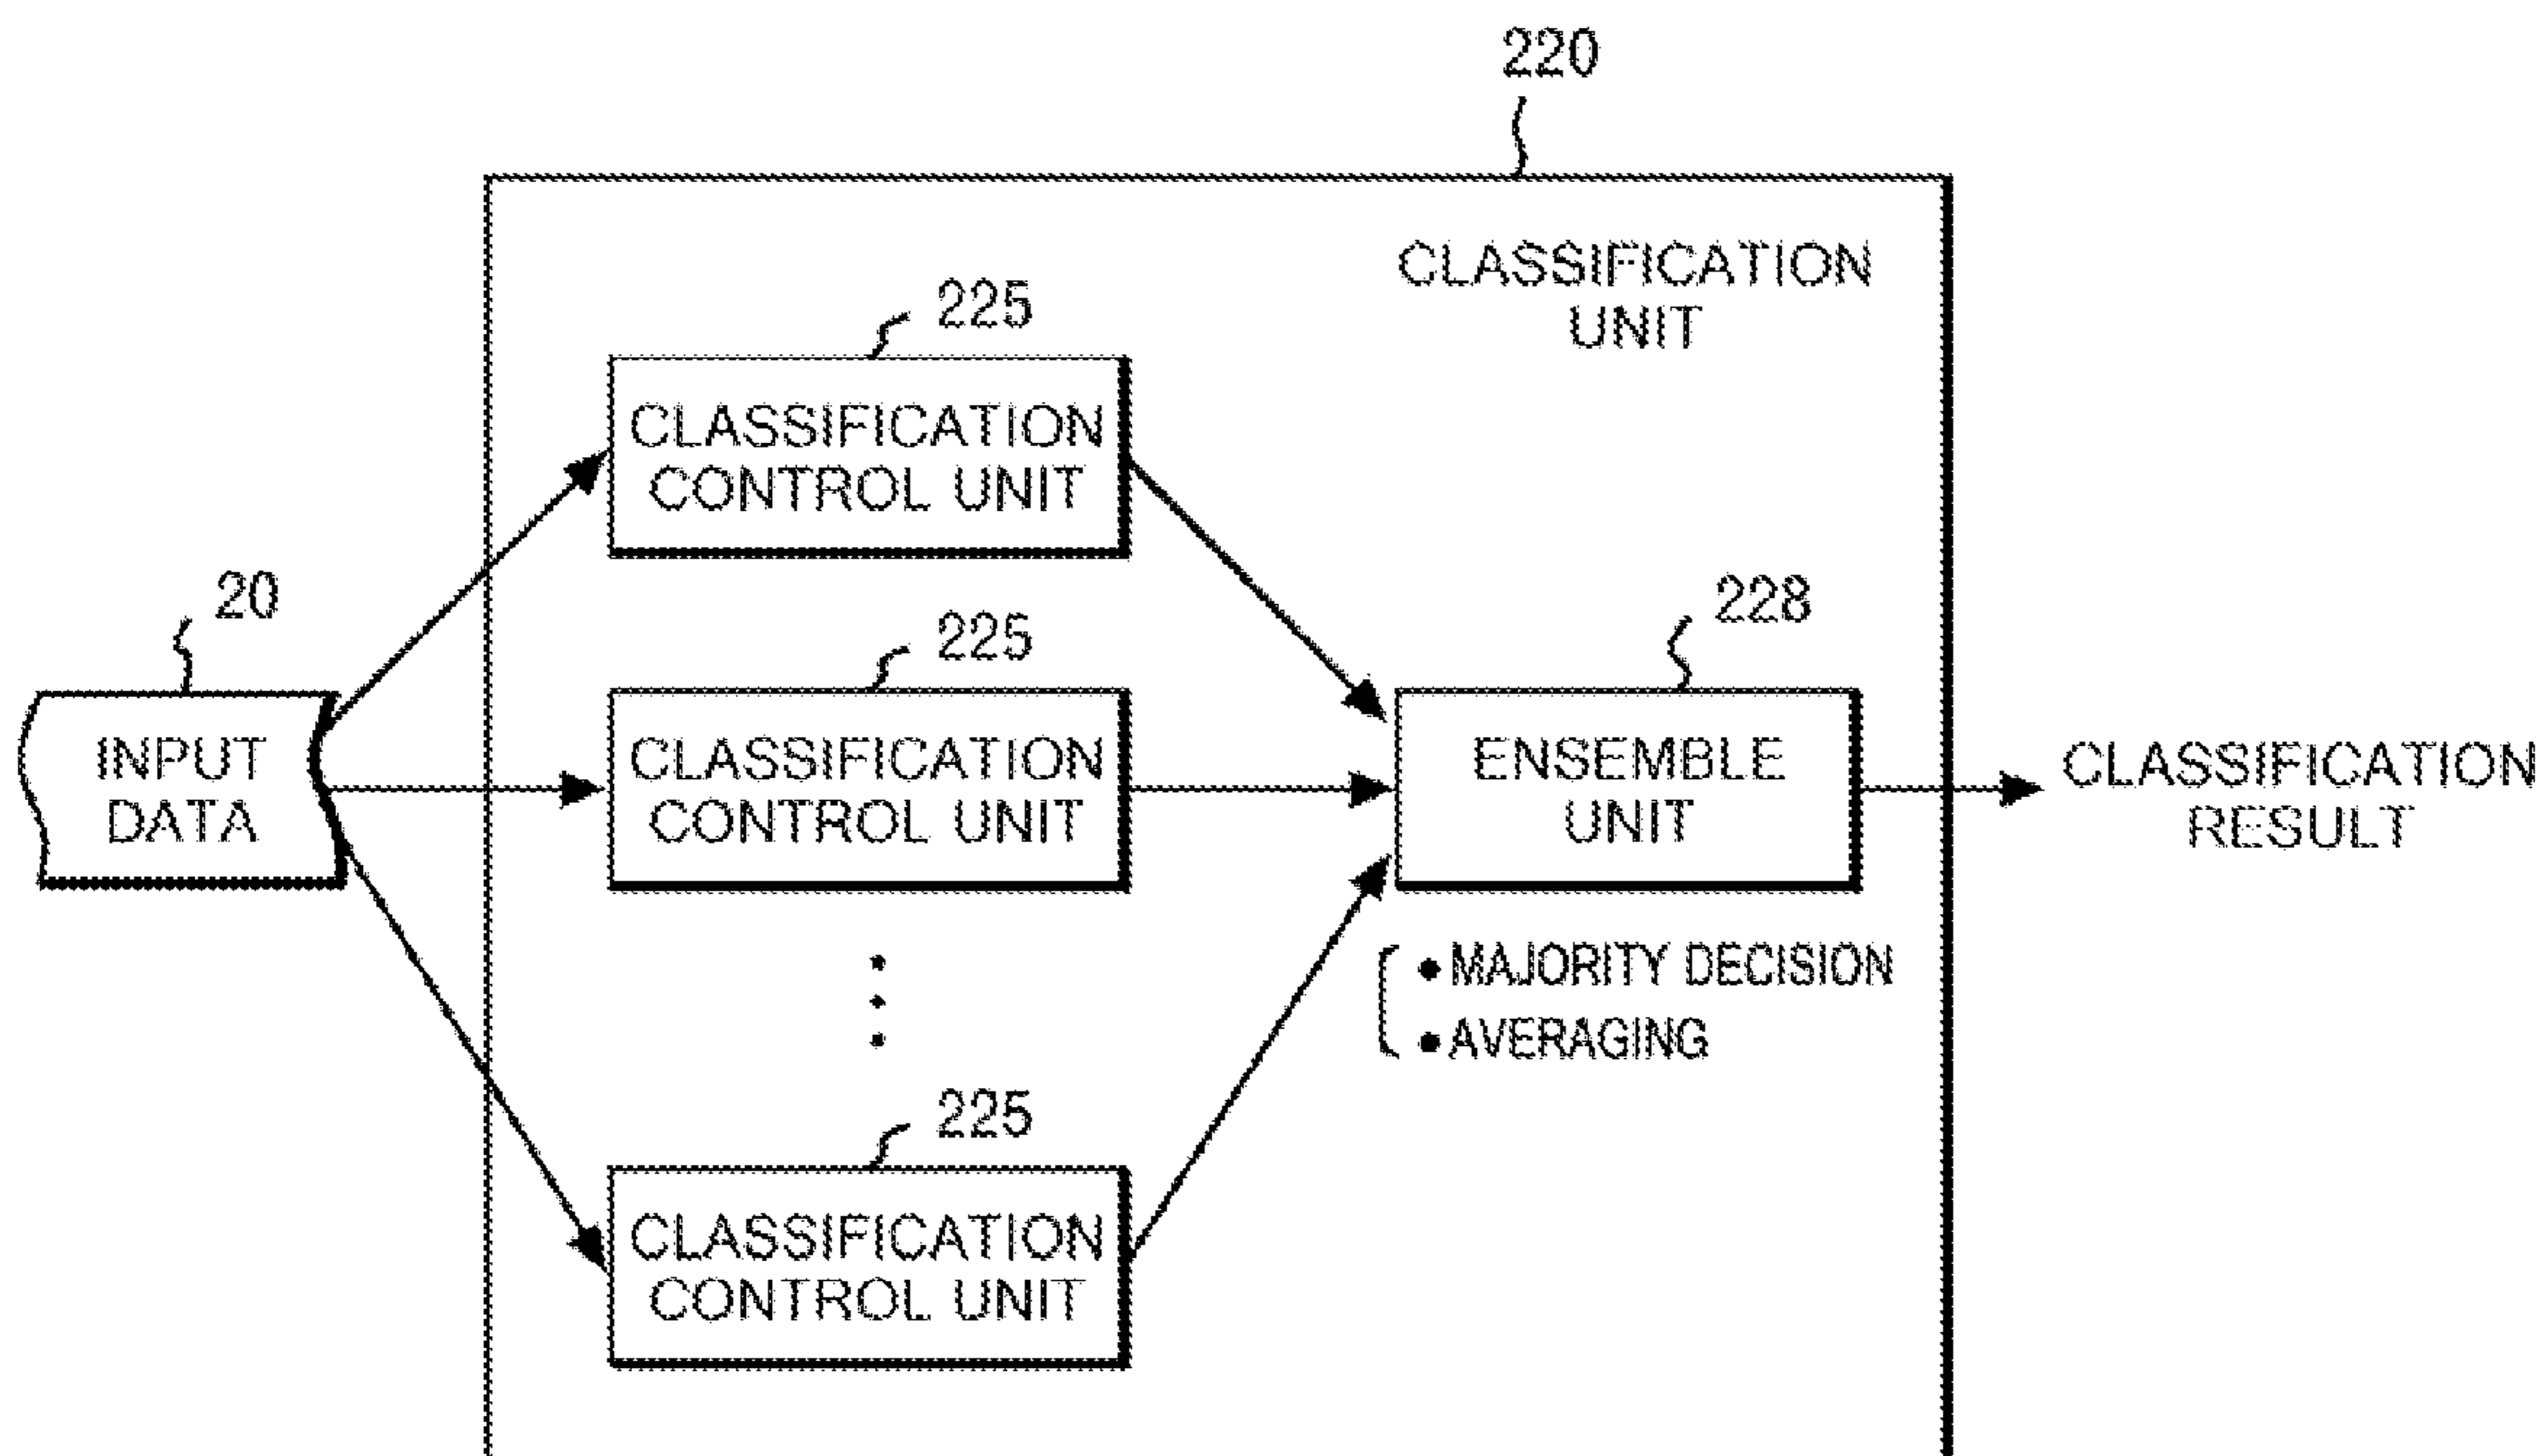 220
CLASSIFICATION
UNIT
225
CLASSIFICATION
CONTROL UNIT
20
INPUT
DATA
225
CLASSIFICATION
CONTROL UNIT
228
ENSEMBLE
UNIT
CLASSIFICATION
RESULT
• MAJORITY DECISION
• AVERAGING
225
CLASSIFICATION
CONTROL UNIT